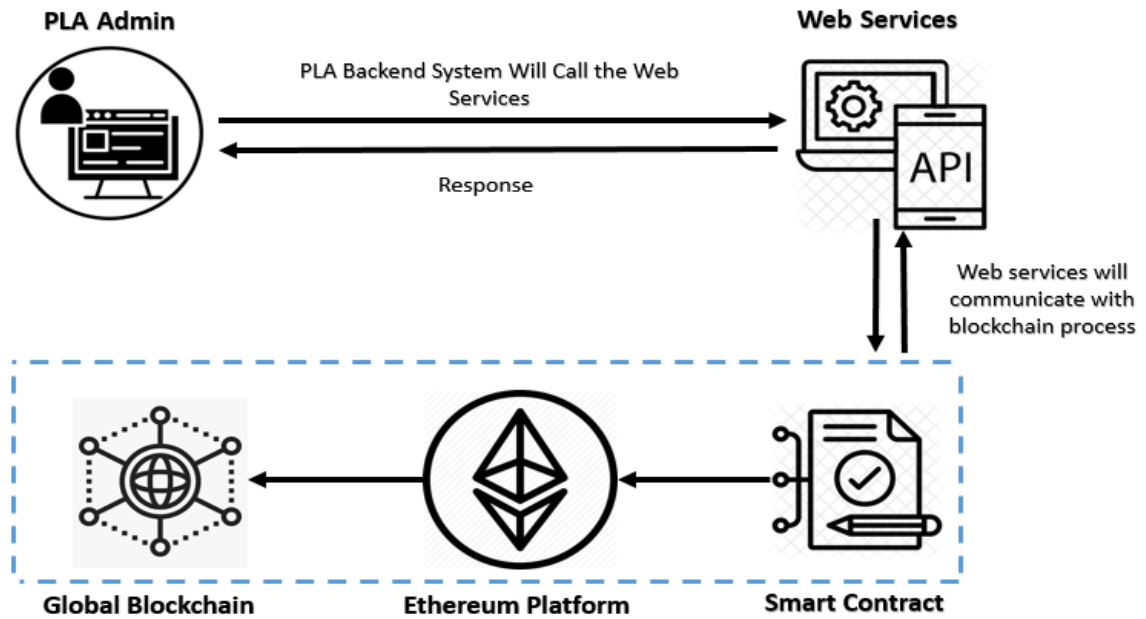 PLA Admin
Web Services
PLA Backend System Will Call the Web
Services
Response
API
Web services will
communicate with
blockchain process
Global Blockchain
Ethereum Platform
Smart Contract